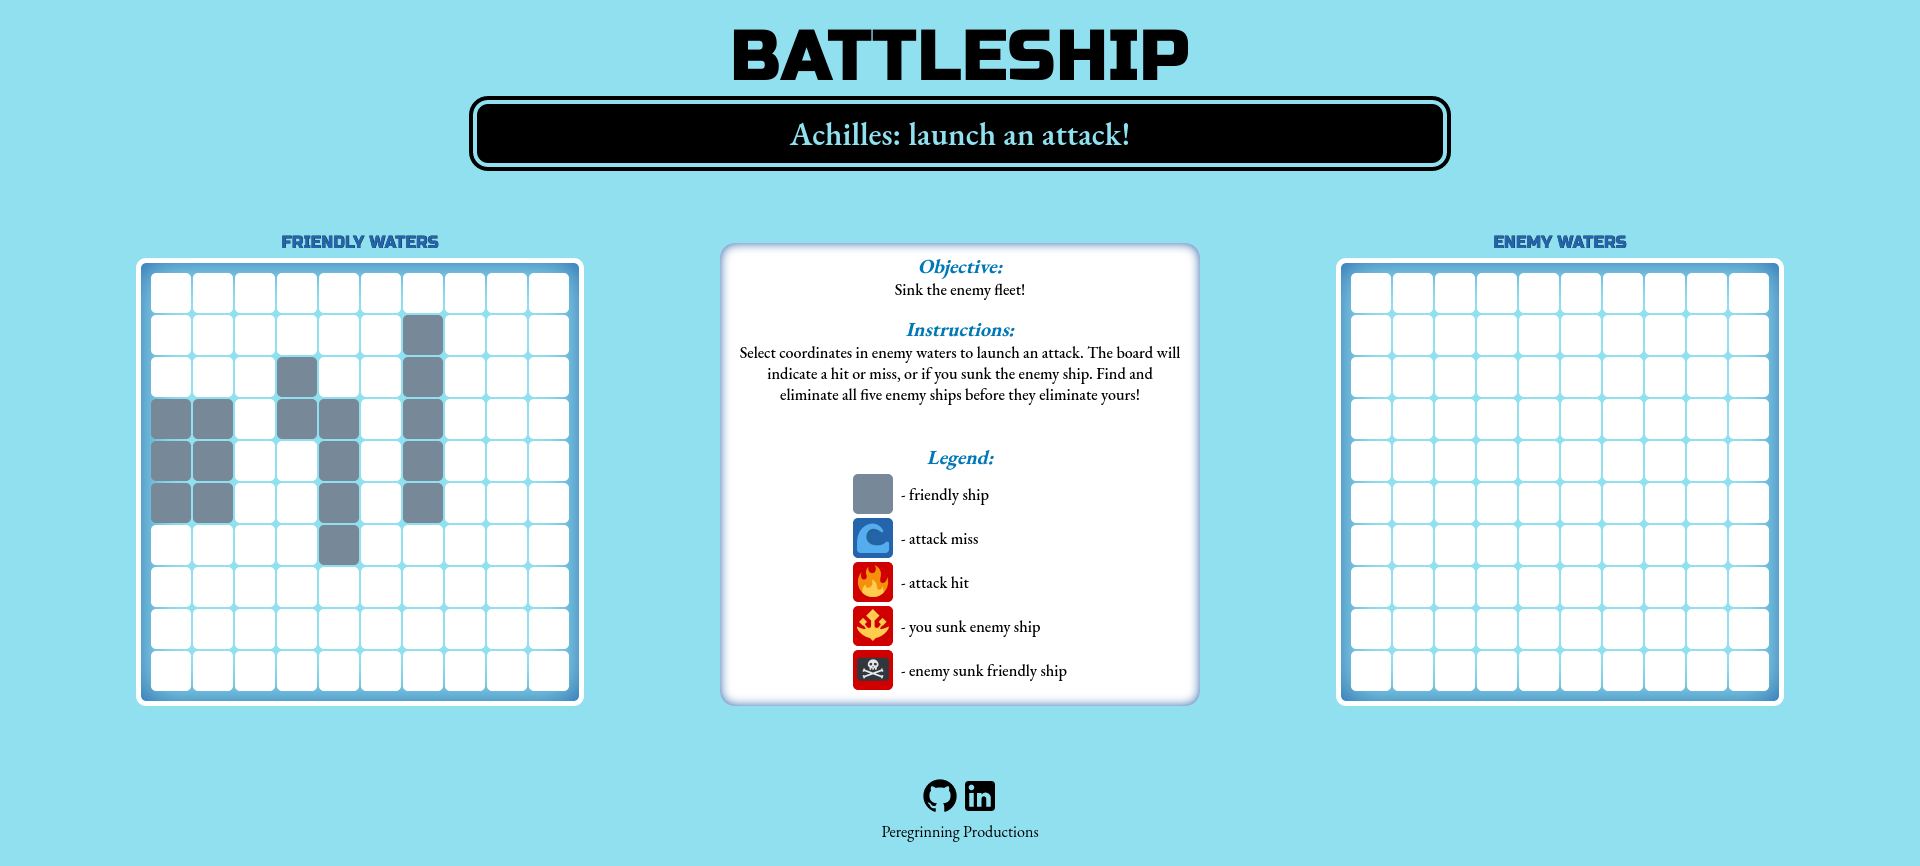 BATTLESHIP
Achilles: launch an attack!
FRIENDLY WATERS
Objective:
Sink the enemy fleet!
Instructions:
Select coordinates in enemy waters to launch an attack. The board will
indicate a hit or miss, or if you sunk the enemy ship. Find and
eliminate all five enemy ships before they eliminate yours!
Legend:
- friendly ship
- attack miss
- attack hit
- you sunk enemy ship
- enemy sunk friendly ship
ENEMY WATERS
in
Peregrinning Productions